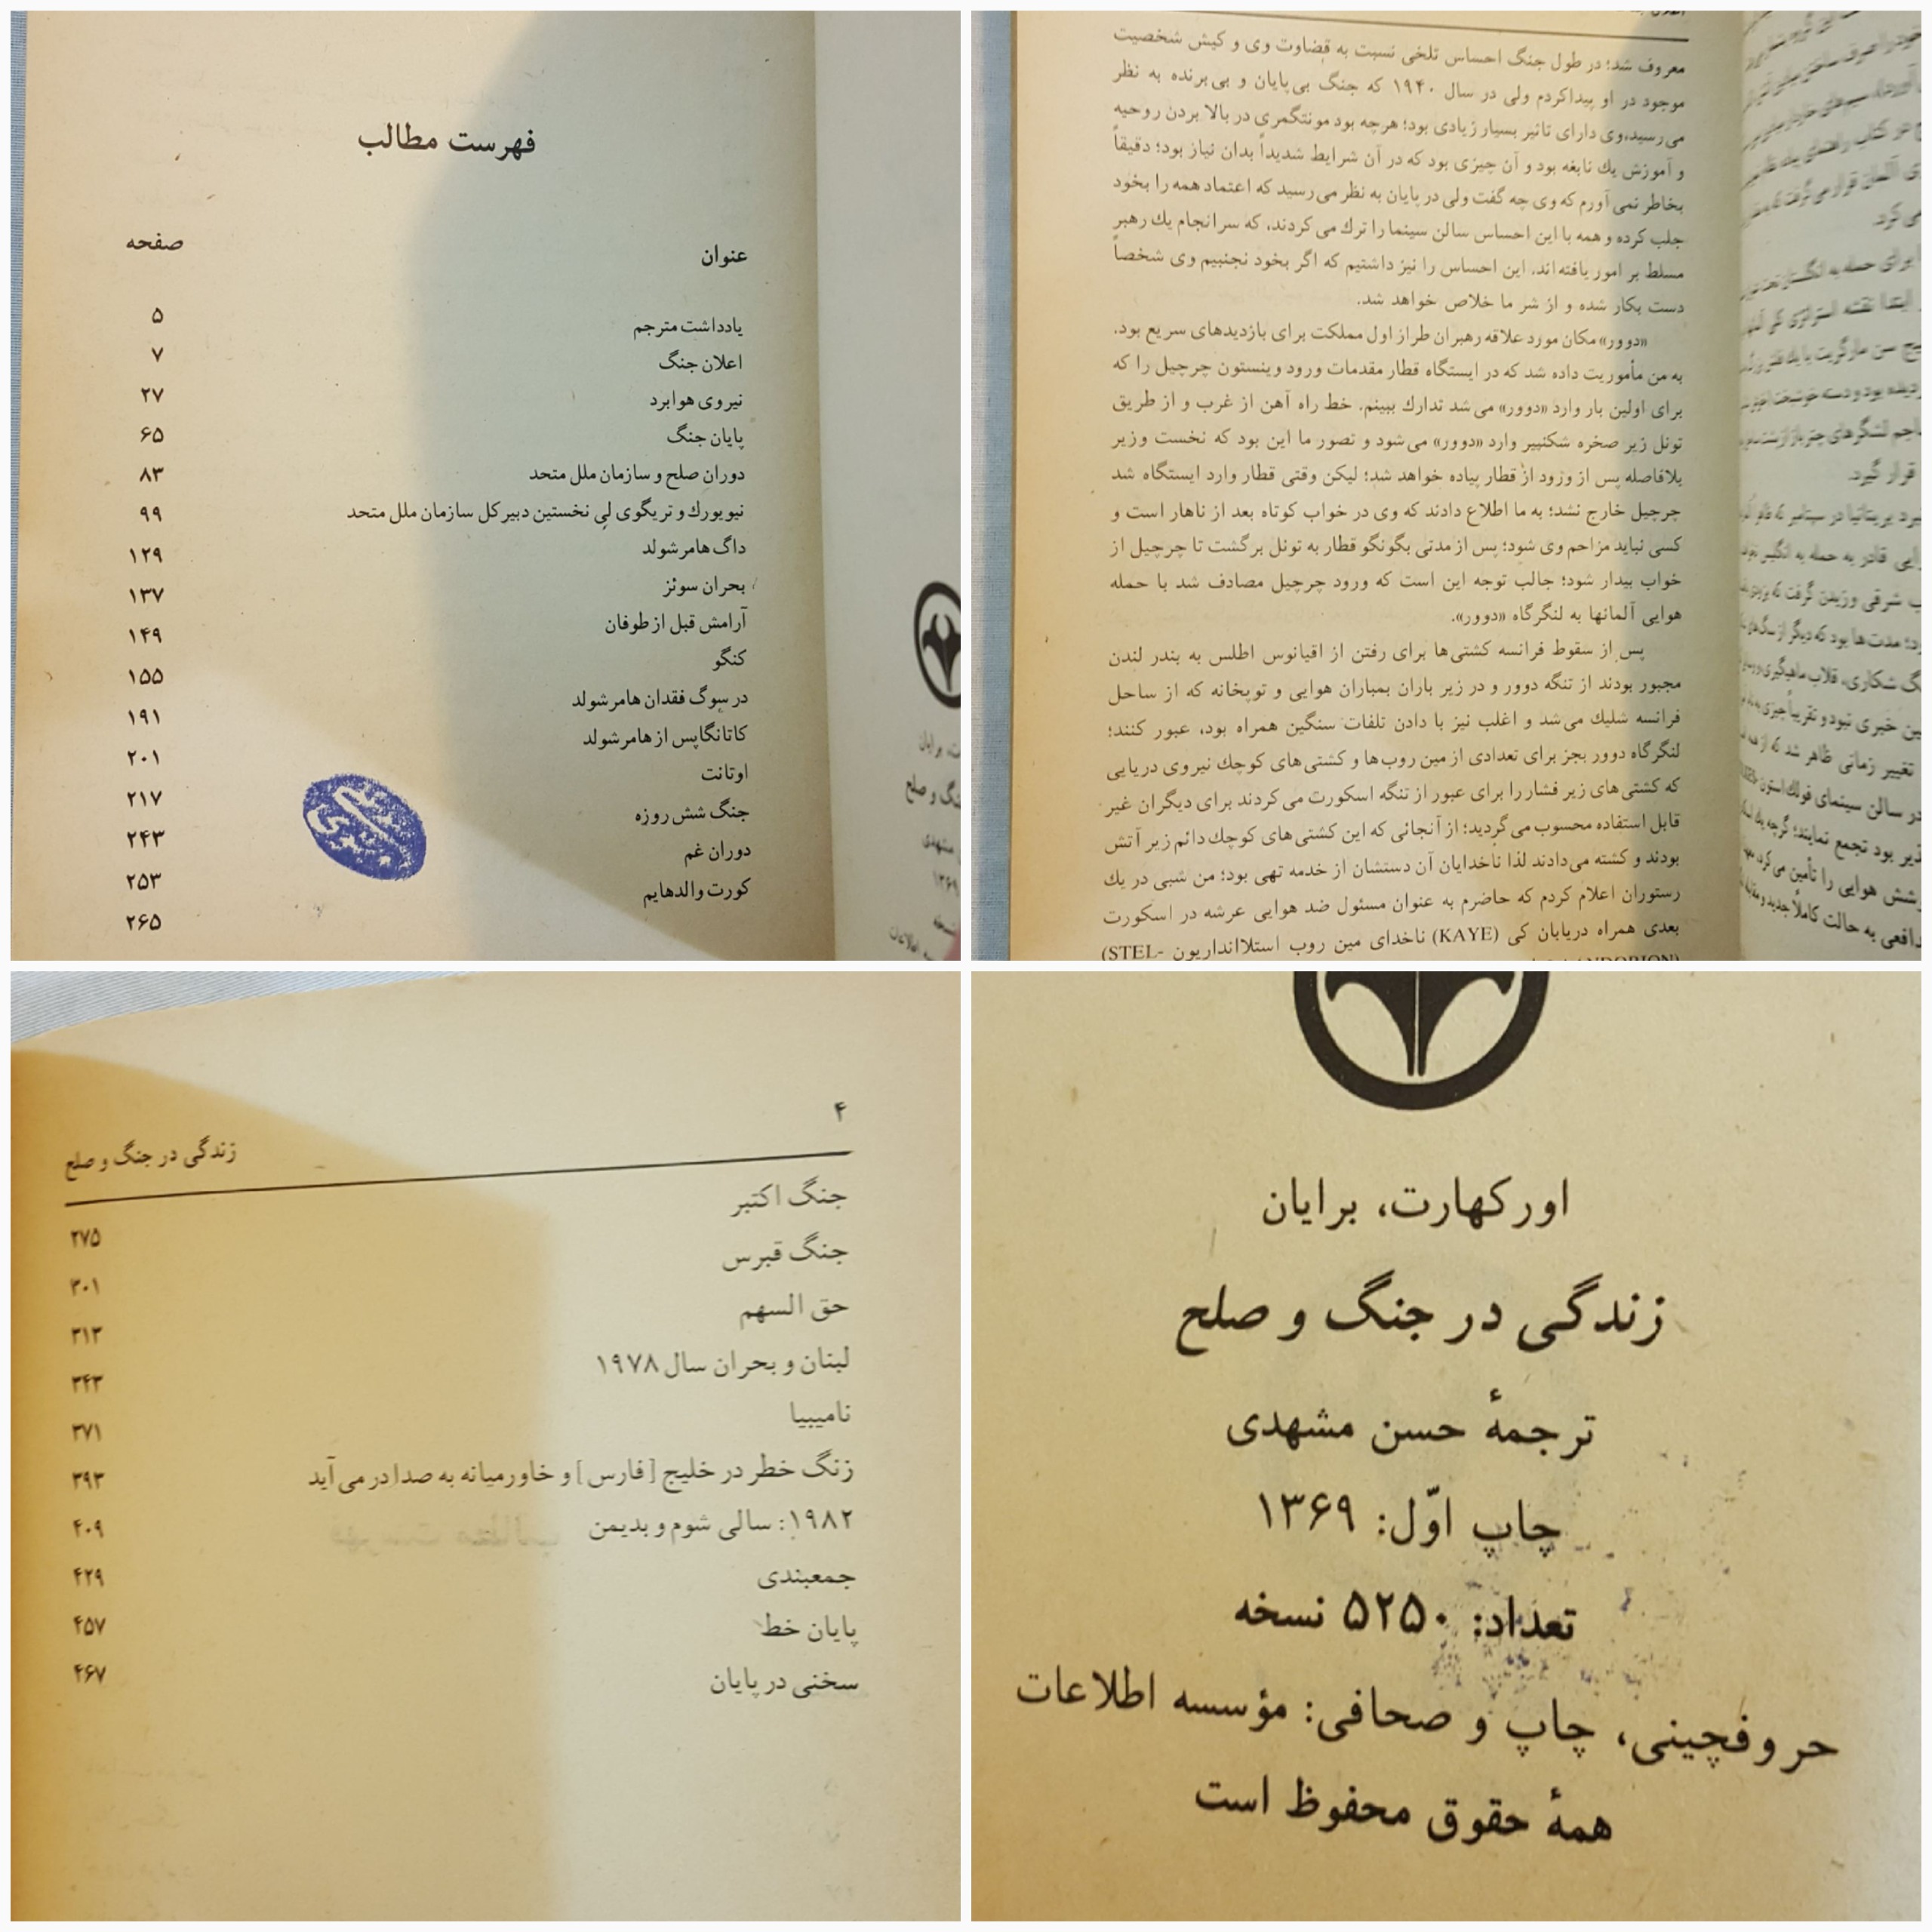 فهرست مطالب
عنوان صفحه
یادداشت مترجم ۵
اعلان جنگ ۷
نیروی هوابرد ۲۷
پایان جنگ ۶۵
دوران صلح و سازمان ملل متحد ۸۳
نیویورك و تریگوی لی نخستین دبیركل سازمان ملل متحد ۹۹
داگ هامرشولد ۱۲۹
بحران سوئز ۱۳۷
آرامش قبل از طوفان ۱۴۹
کنگو ۱۵۵
در سوگ فقدان هامرشولد ۱۹۱
کاتانگاپس از هامرشولد ۲۰۱
اوتانت ۲۱۷
جنگ شش روزه ۲۴۳
دوران غم ۲۵۳
کورت والدهایم ۲۶۵
معروف شد؛ در طول جنگ احساس تلخی نسبت به قضاوت وی و کیش شخصیت
موجود در او پیداکردم ولی در سال ۱۹۴۰ که جنگ بی‌پایان و بی‌برنده به نظر
می‌رسید،وی دارای تاثیر بسیار زیادی بود؛ هرچه بود مونتگمری در بالا بردن روحیه
و آموزش یك نابغه بود و آن چیزی بود که در آن شرایط شدیداً بدان نیاز بود؛ دقیقاً
بخاطر نمی‌آورم که وی چه گفت ولی در پایان به نظر می‌رسید که اعتماد همه را بخود
جلب کرده و همه با این احساس سالن سینما را ترك می‌کردند، که سرانجام یك رهبر
مسلط بر امور یافته‌اند، این احساس را نیز داشتیم که اگر بخود نجنبیم وی شخصاً
دست بکار شده و از شر ما خلاص خواهد شد.
«دوور» مکان مورد علاقه رهبران طراز اول مملکت برای بازدیدهای سریع بود.
به من مأموریت داده شد که در ایستگاه قطار مقدمات ورود وینستون چرچیل را که
برای اولین بار وارد «دوور» می‌شد تدارك ببینم. خط راه آهن از غرب و از طریق
تونل زیر صخره شکسپیر وارد «دوور» می‌شود و تصور ما این بود که نخست وزیر
بلافاصله پس از ورود از قطار پیاده خواهد شد؛ لیکن وقتی قطار وارد ایستگاه شد
چرچیل خارج نشد؛ به ما اطلاع دادند که وی در خواب کوتاه بعد از ناهار است و
کسی نباید مزاحم وی شود؛ پس از مدتی بگونگو قطار به تونل برگشت تا چرچیل از
خواب بیدار شود؛ جالب توجه این است که ورود چرچیل مصادف شد با حمله
هوایی آلمانها به لنگرگاه «دوور».
پس از سقوط فرانسه کشتی‌ها برای رفتن از اقیانوس اطلس به بندر لندن
مجبور بودند از تنگه دوور و در زیر باران بمباران هوایی و توپخانه که از ساحل
فرانسه شلیك می‌شد و اغلب نیز با دادن تلفات سنگین همراه بود، عبور کنند؛
لنگرگاه دوور بجز برای تعدادی از مین روب‌ها و کشتی‌های کوچك نیروی دریایی
که کشتی‌های زیر فشار را برای عبور از تنگه اسکورت می‌کردند برای دیگران غیر
قابل استفاده محسوب می‌گردید؛ از آنجائی که این کشتی‌های کوچك دائم زیر آتش
بودند و کشته می‌دادند لذا ناخدایان آن دستشان از خدمه تهی بود؛ من شبی در یك
رستوران اعلام کردم که حاضرم به عنوان مسئول ضد هوایی عرشه در اسکورت
بعدی همراه دریابان کی (KAYE) ناخدای مین روب استلااانداریون (STEL-
۴
زندگی در جنگ و صلح
جنگ اکتبر ۲۷۵
جنگ قبرس ۳۰۱
حق السهم ۳۱۳
لبنان و بحران سال ۱۹۷۸ ۳۴۳
نامیبیا ۳۷۱
زنگ خطر در خلیج [فارس] و خاورمیانه به صدا در می‌آید ۳۹۳
۱۹۸۲: سالی شوم و بدیمن ۴۰۹
جمعبندی ۴۲۹
پایان خط ۴۵۷
سخنی در پایان ۴۶۷
اورکهارت، برایان
زندگی در جنگ و صلح
ترجمهٔ حسن مشهدی
چاپ اوّل: ۱۳۶۹
تعداد: ۵۲۵۰ نسخه
حروفچینی، چاپ و صحافی: مؤسسه اطلاعات
همهٔ حقوق محفوظ است